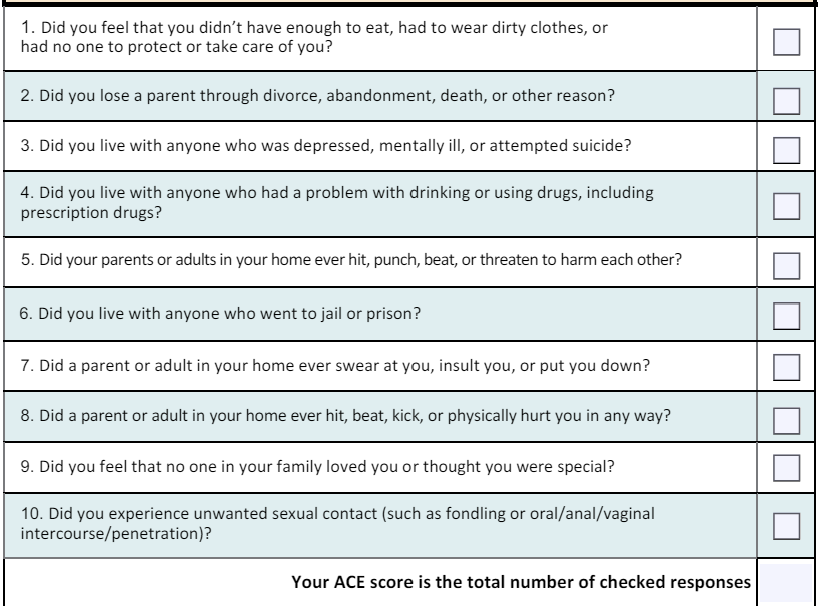 1. Did you feel that you didn’t have enough to eat, had to wear dirty clothes, or
had no one to protect or take care of you?
2. Did you lose a parent through divorce, abandonment, death, or other reason?
3. Did you live with anyone who was depressed, mentally ill, or attempted suicide?
4. Did you live with anyone who had a problem with drinking or using drugs, including
prescription drugs?
5. Did your parents or adults in your home ever hit, punch, beat, or threaten to harm each other?
6. Did you live with anyone who went to jail or prison?
7. Did a parent or adult in your home ever swear at you, insult you, or put you down?
8. Did a parent or adult in your home ever hit, beat, kick, or physically hurt you in any way?
9. Did you feel that no one in your family loved you or thought you were special?
10. Did you experience unwanted sexual contact (such as fondling or oral/anal/vaginal
intercourse/penetration)?
Your ACE score is the total number of checked responses